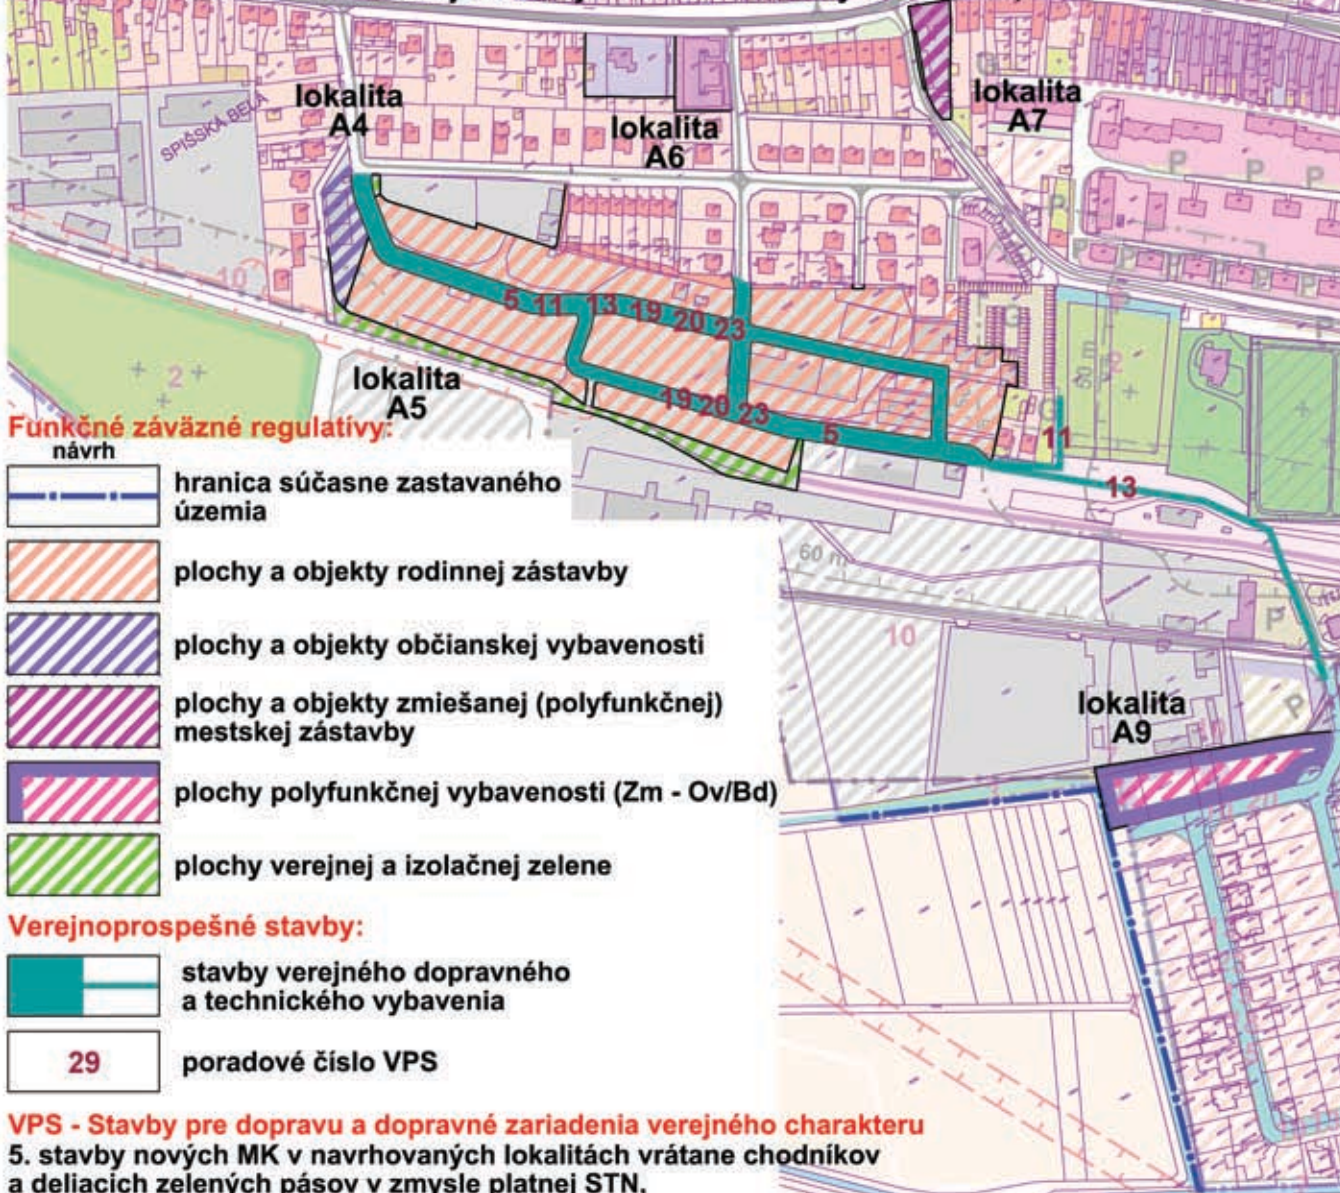 lokalita
A4
lokalita
A6
lokalita
A7
SPIŠSKÁ BELÁ
P
P
P
P
P
10
5 11 13 19 20 23
G
2
2
lokalita
A5
19 20 23
5
G
11
13
Funkčné záväzné regulatívy:
návrh
hranica súčasne zastavaného
územia
plochy a objekty rodinnej zástavby
60 m
P
10
plochy a objekty občianskej vybavenosti
plochy a objekty zmiešanej (polyfunkčnej)
mestskej zástavby
lokalita
A9
P
plochy polyfunkčnej vybavenosti (Zm - Ov/Bd)
plochy verejnej a izolačnej zelene
Verejnoprospešné stavby:
stavby verejného dopravného
a technického vybavenia
29
poradové číslo VPS
VPS - Stavby pre dopravu a dopravné zariadenia verejného charakteru
5. stavby nových MK v navrhovaných lokalitách vrátane chodníkov
a deliacich zelených pásov v zmysle platnej STN.